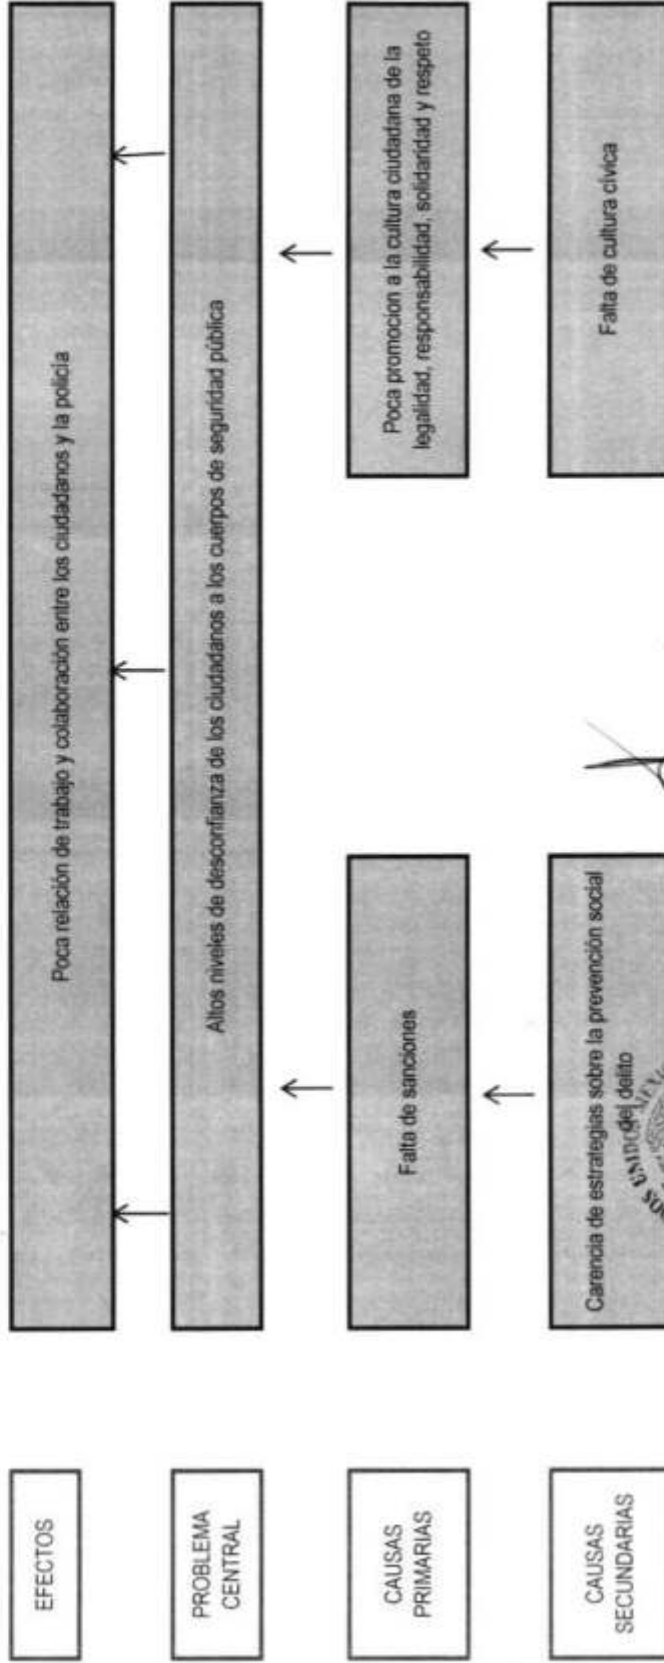 EFECTOS
Poca relación de trabajo y colaboración entre los ciudadanos y la policía
PROBLEMA
CENTRAL
Altos niveles de desconfianza de los ciudadanos a los cuerpos de seguridad pública
CAUSAS
PRIMARIAS
Falta de sanciones
Poca promocion a la cultura ciudadana de la
legalidad, responsabilidad, solidaridad y respeto
CAUSAS
SECUNDARIAS
Carencia de estrategias sobre la prevención social
del delito
Falta de cultura cívica
UNIDOS